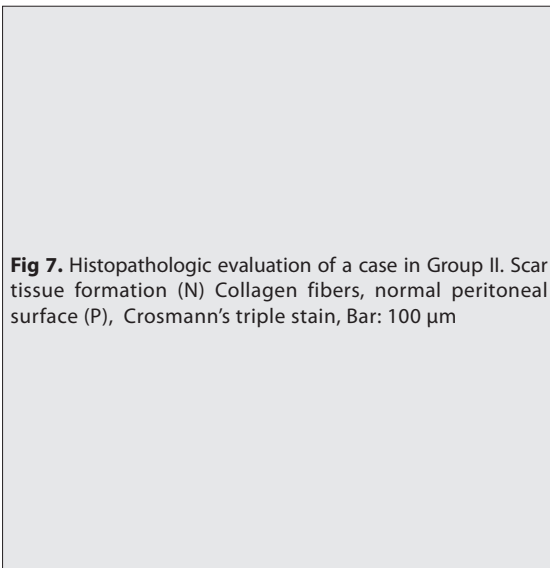 Fig 7. Histopathologic evaluation of a case in Group II. Scar
tissue formation (N) Collagen fibers, normal peritoneal
surface (P), Crosmann’s triple stain, Bar: 100 µm